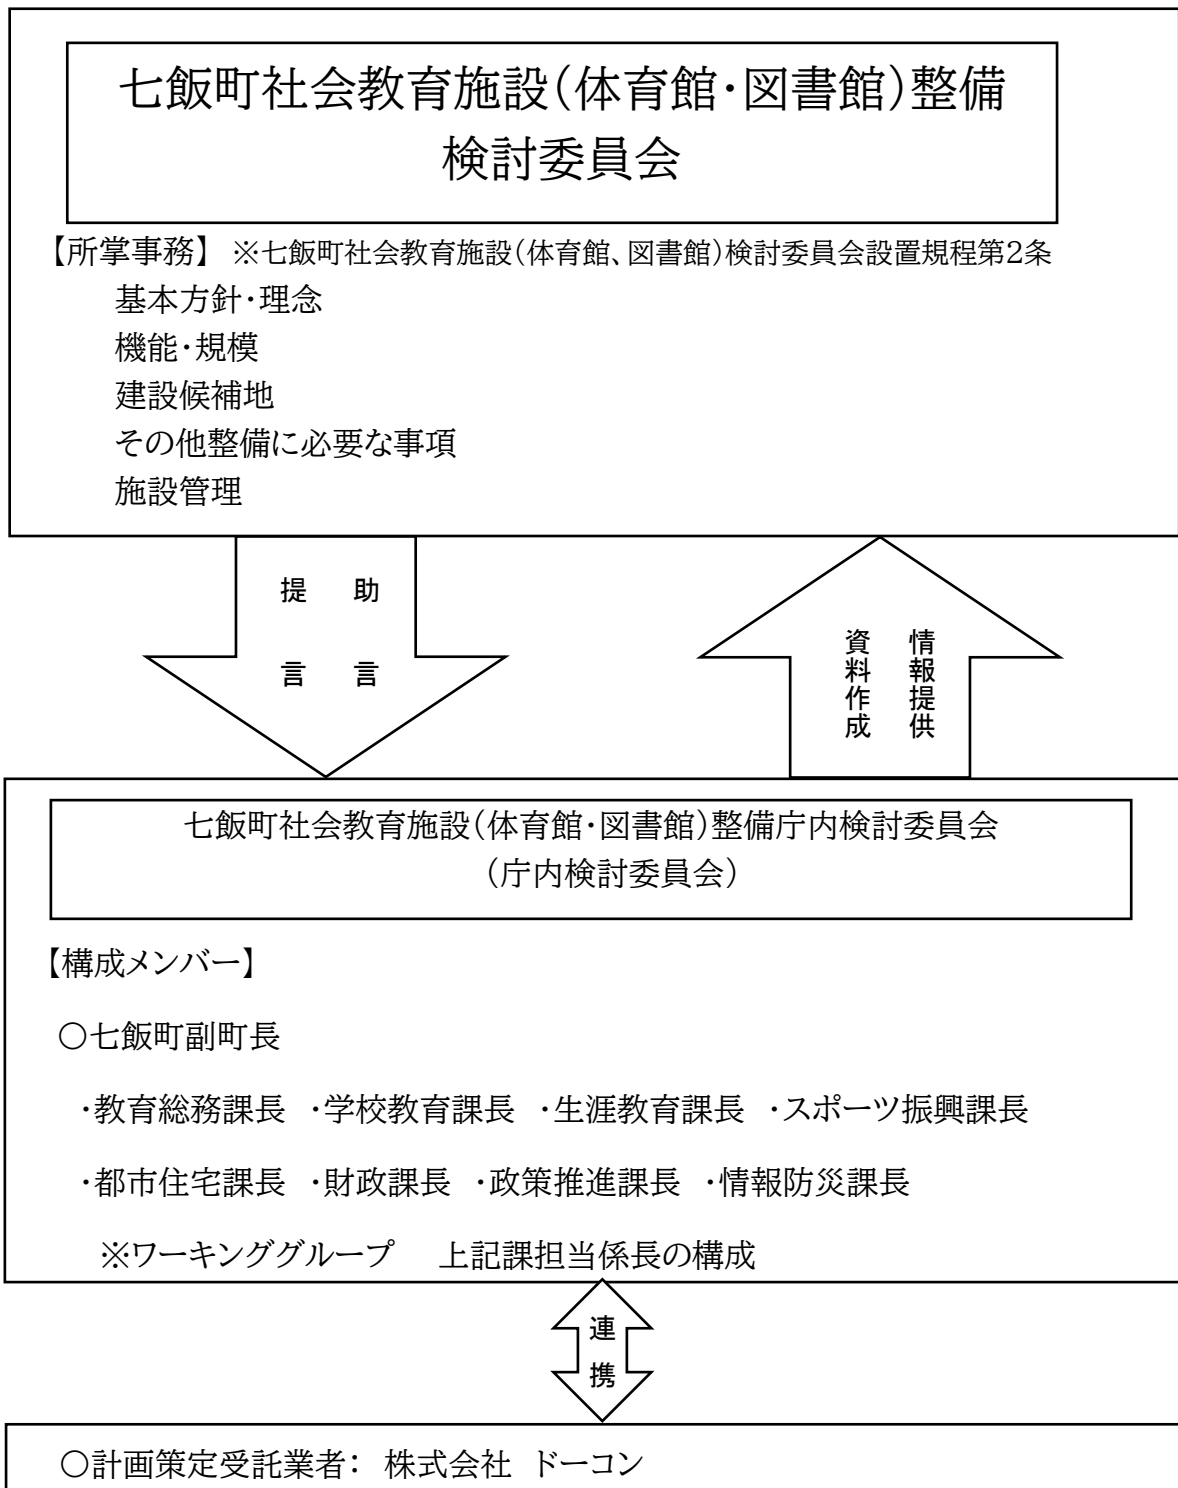 七飯町社会教育施設(体育館・図書館)整備
検討委員会
【所掌事務】 ※七飯町社会教育施設(体育館、図書館)検討委員会設置規程第2条
基本方針・理念
機能・規模
建設候補地
その他整備に必要な事項
施設管理
助言
提言
情報提供
資料作成
七飯町社会教育施設(体育館・図書館)整備庁内検討委員会
(庁内検討委員会)
【構成メンバー】
〇七飯町副町長
・教育総務課長 ・学校教育課長 ・生涯教育課長 ・スポーツ振興課長
・都市住宅課長 ・財政課長 ・政策推進課長 ・情報防災課長
※ワーキンググループ 上記課担当係長の構成
連携
〇計画策定受託業者: 株式会社 ドーコン